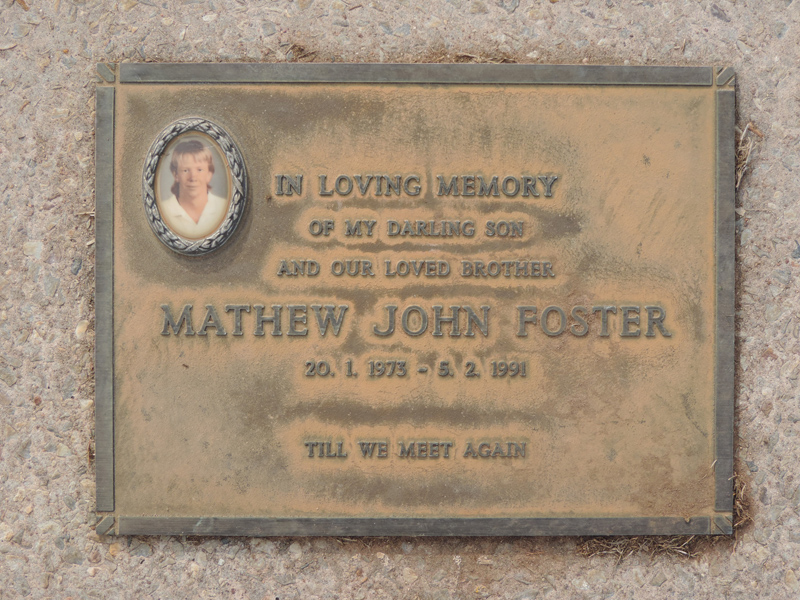 IN LOVING MEMORY
OF MY DARLING SON
AND OUR LOVED BROTHER
MATHEW JOHN FOSTER
20. 1. 1973 - 5. 2. 1991
TILL WE MEET AGAIN